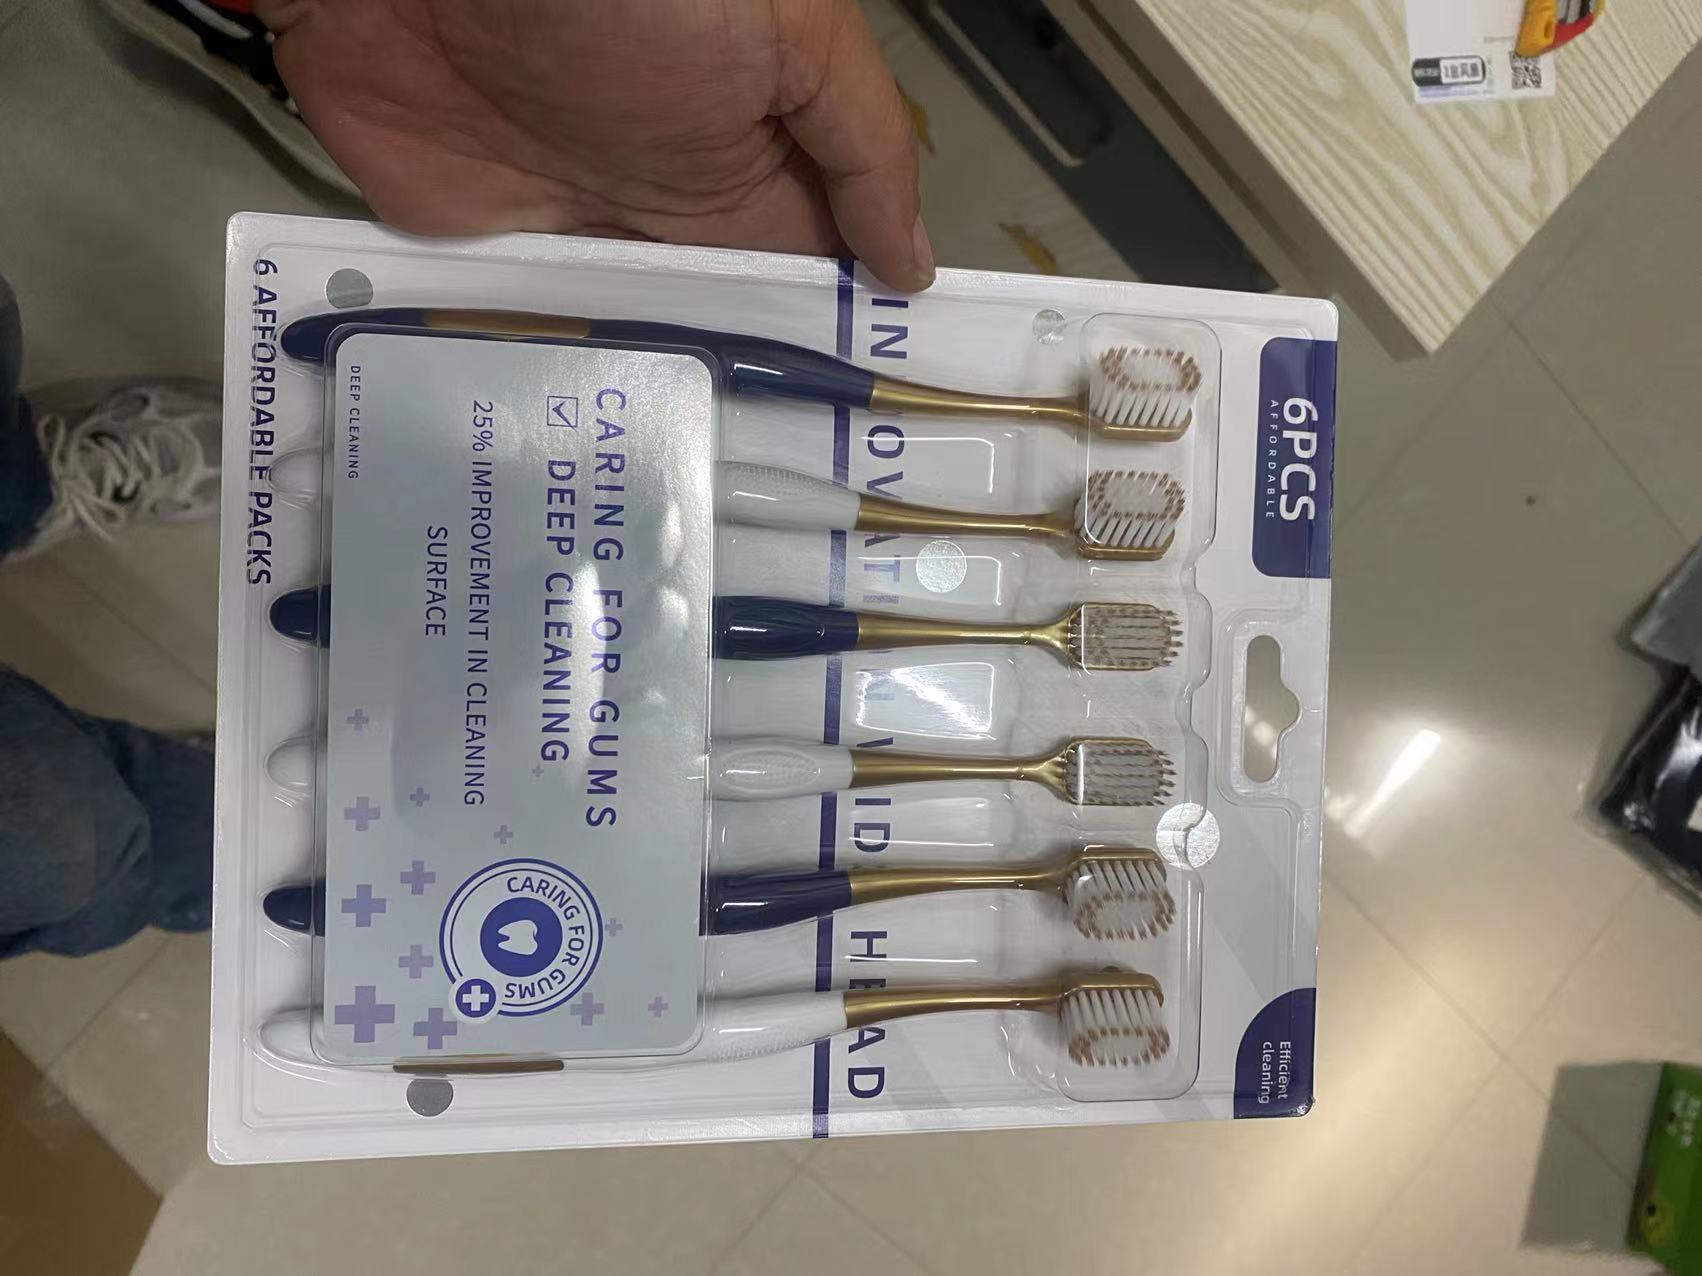 6PCS
AFFORDABLE
Efficient
cleaning
CARING FOR GUMS
☑ DEEP CLEANING
25% IMPROVEMENT IN CLEANING
SURFACE
CARING FOR GUMS
DEEP CLEANING
6 AFFORDABLE PACKS